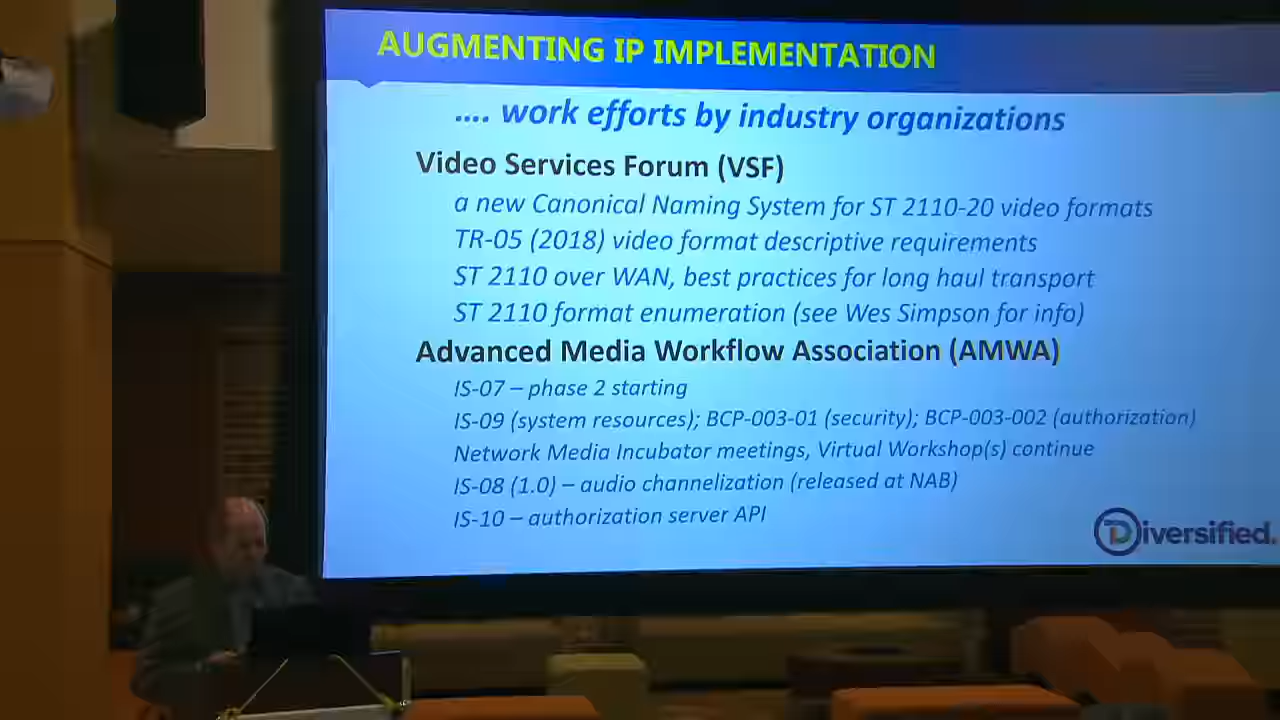 AUGMENTING IP IMPLEMENTATION
.... work efforts by industry organizations
Video Services Forum (VSF)
a new Canonical Naming System for ST 2110-20 video formats
TR-05 (2018) video format descriptive requirements
ST 2110 over WAN, best practices for long haul transport
ST 2110 format enumeration (see Wes Simpson for info)
Advanced Media Workflow Association (AMWA)
IS-07 – phase 2 starting
IS-09 (system resources); BCP-003-01 (security); BCP-003-002 (authorization)
Network Media Incubator meetings, Virtual Workshop(s) continue
IS-08 (1.0) – audio channelization (released at NAB)
IS-10 – authorization server API
Diversified.